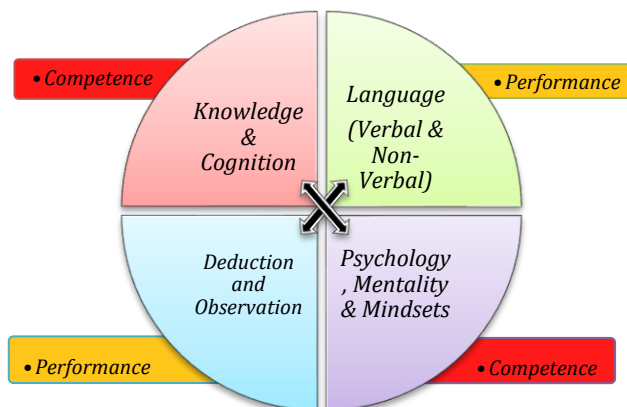 • Competence
Knowledge
&
Cognition
Language
(Verbal &
Non-
Verbal)
• Performance
Deduction
and
Observation
Psychology
, Mentality
& Mindsets
• Performance
• Competence